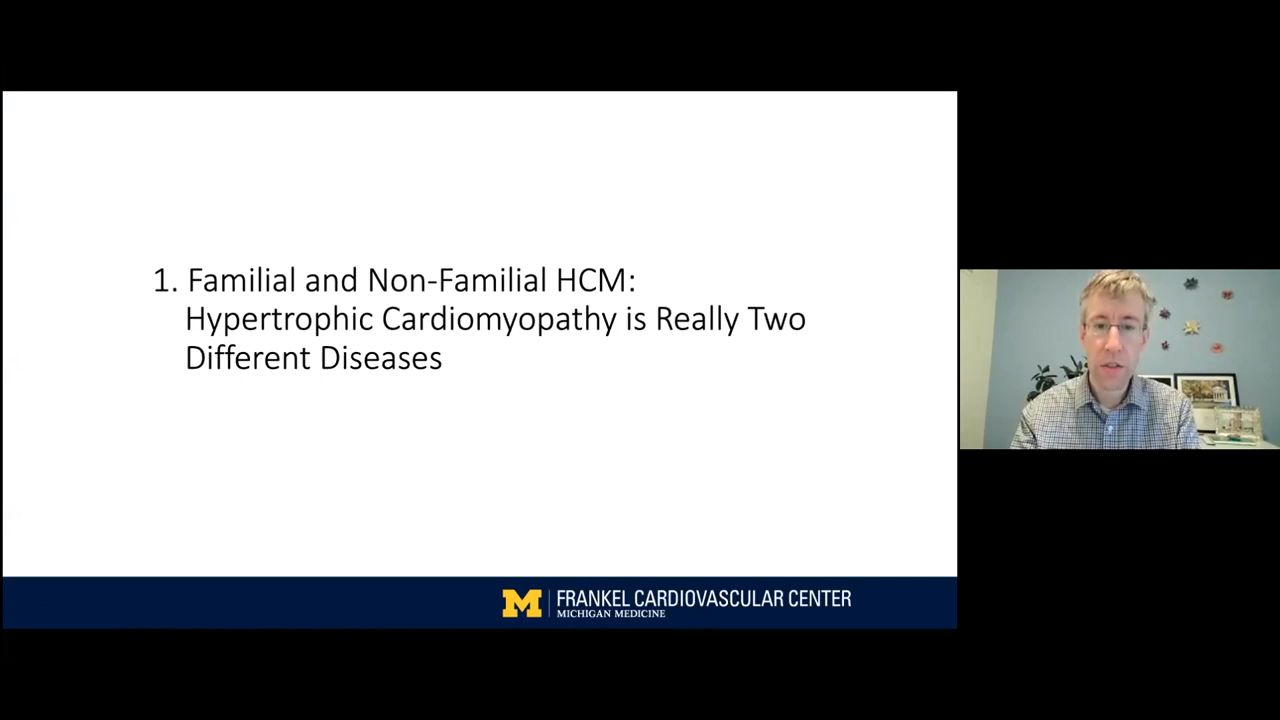 1. Familial and Non-Familial HCM:
Hypertrophic Cardiomyopathy is Really Two
Different Diseases
M FRANKEL CARDIOVASCULAR CENTER
MICHIGAN MEDICINE